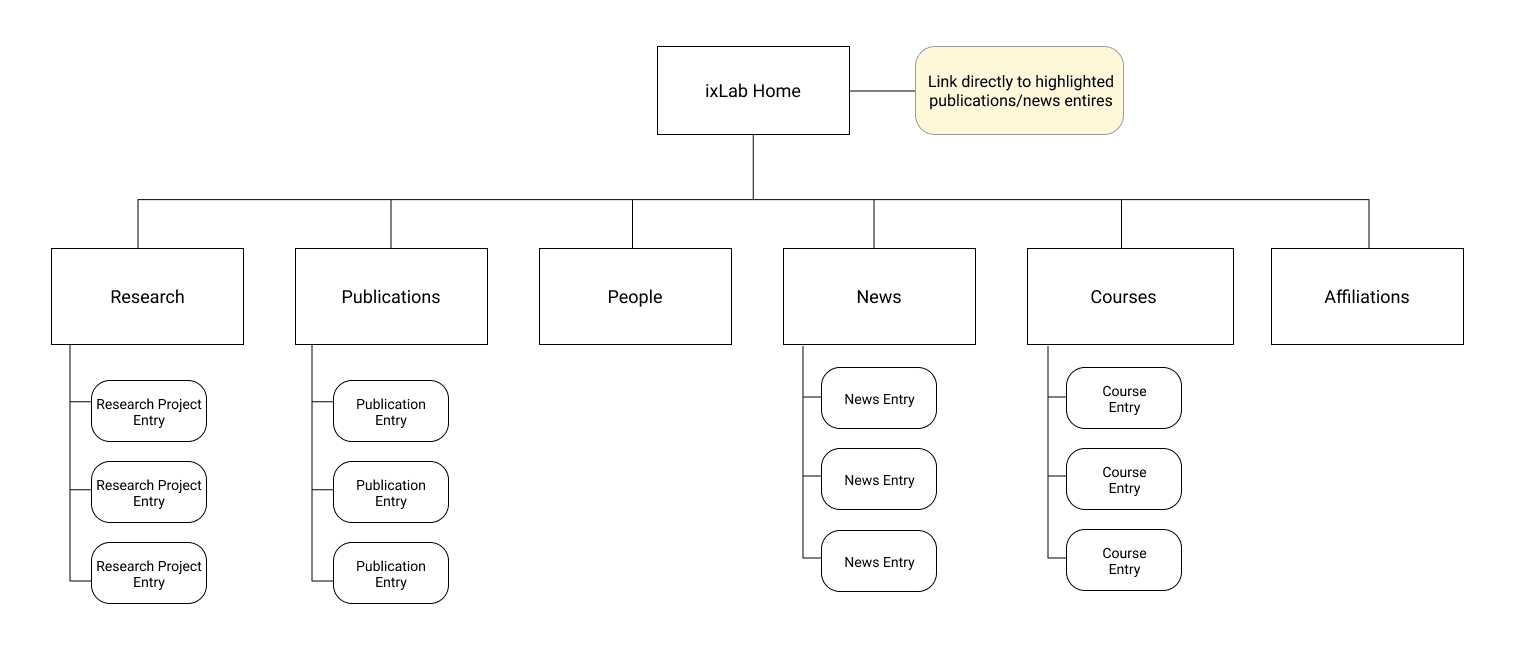 ixLab Home
Link directly to highlighted
publications/news entires
Research
Publications
People
News
Courses
Affiliations
Research Project
Entry
Research Project
Entry
Research Project
Entry
Publication
Entry
Publication
Entry
Publication
Entry
News Entry
News Entry
News Entry
Course
Entry
Course
Entry
Course
Entry